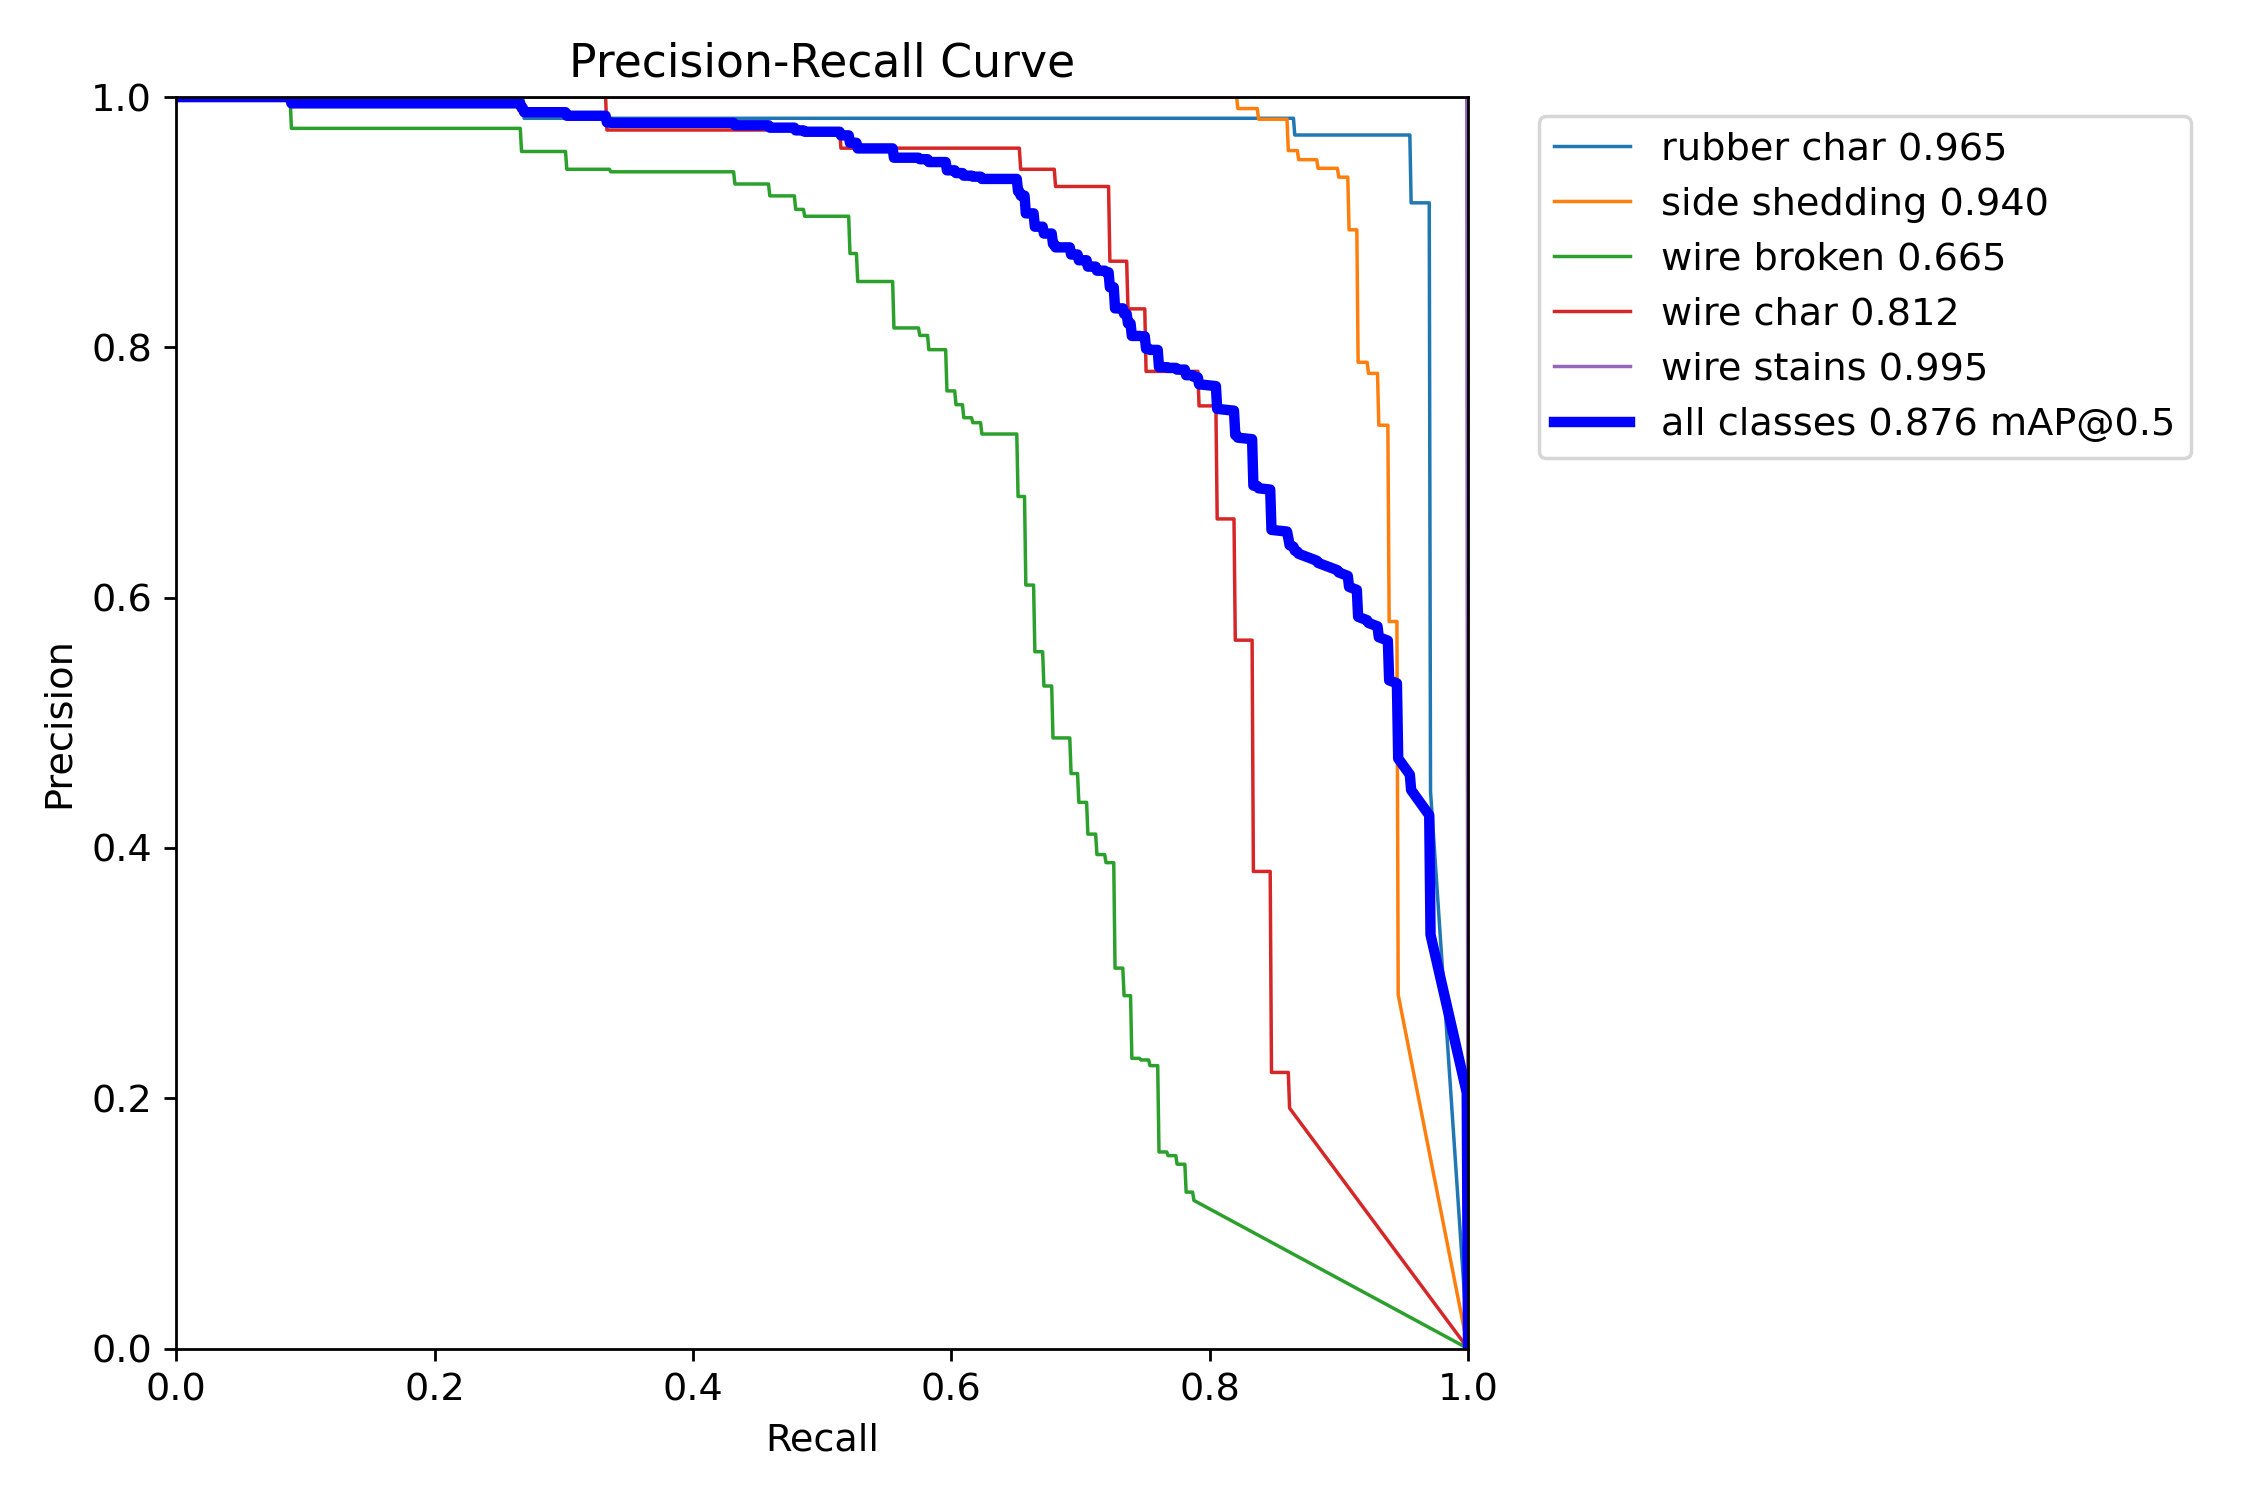 Precision-Recall Curve
1.0
0.8
0.6
0.4
0.2
0.0
Precision
0.0 0.2 0.4 0.6 0.8 1.0
Recall
rubber char 0.965
side shedding 0.940
wire broken 0.665
wire char 0.812
wire stains 0.995
all classes 0.876 mAP@0.5